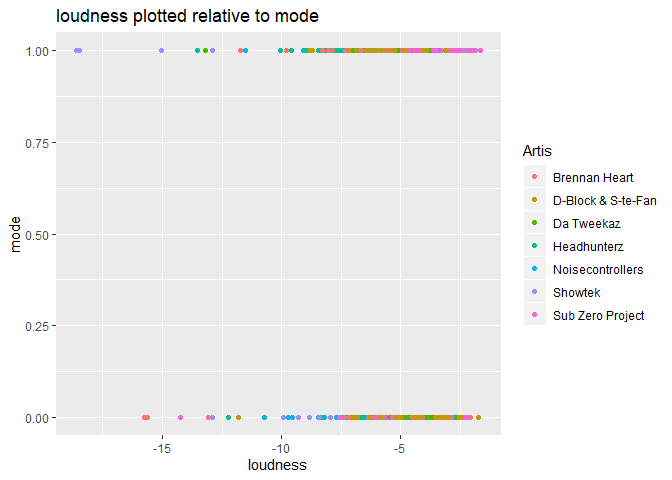 loudness plotted relative to mode
1.00
0.75
0.50
0.25
0.00
mode
-15
-10
-5
loudness
Artis
Brennan Heart
D-Block & S-te-Fan
Da Tweekaz
Headhunterz
Noisecontrollers
Showtek
Sub Zero Project